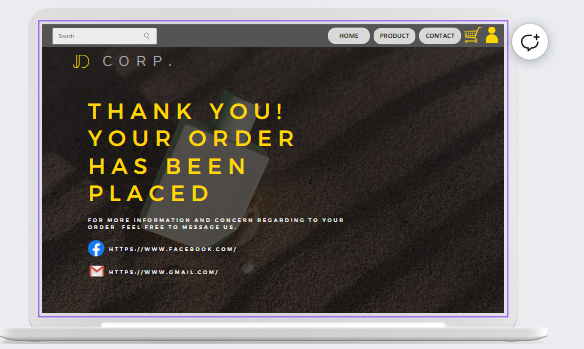 Search
HOME
PRODUCT
CONTACT
JD CORP.
THANK YOU!
YOUR ORDER
HAS BEEN
PLACED
FOR MORE INFORMATION AND CONCERN REGARDING TO YOUR
ORDER FEEL FREE TO MESSAGE US.
HTTPS://WWW.FACEBOOK.COM/
HTTPS://WWW.GMAIL.COM/